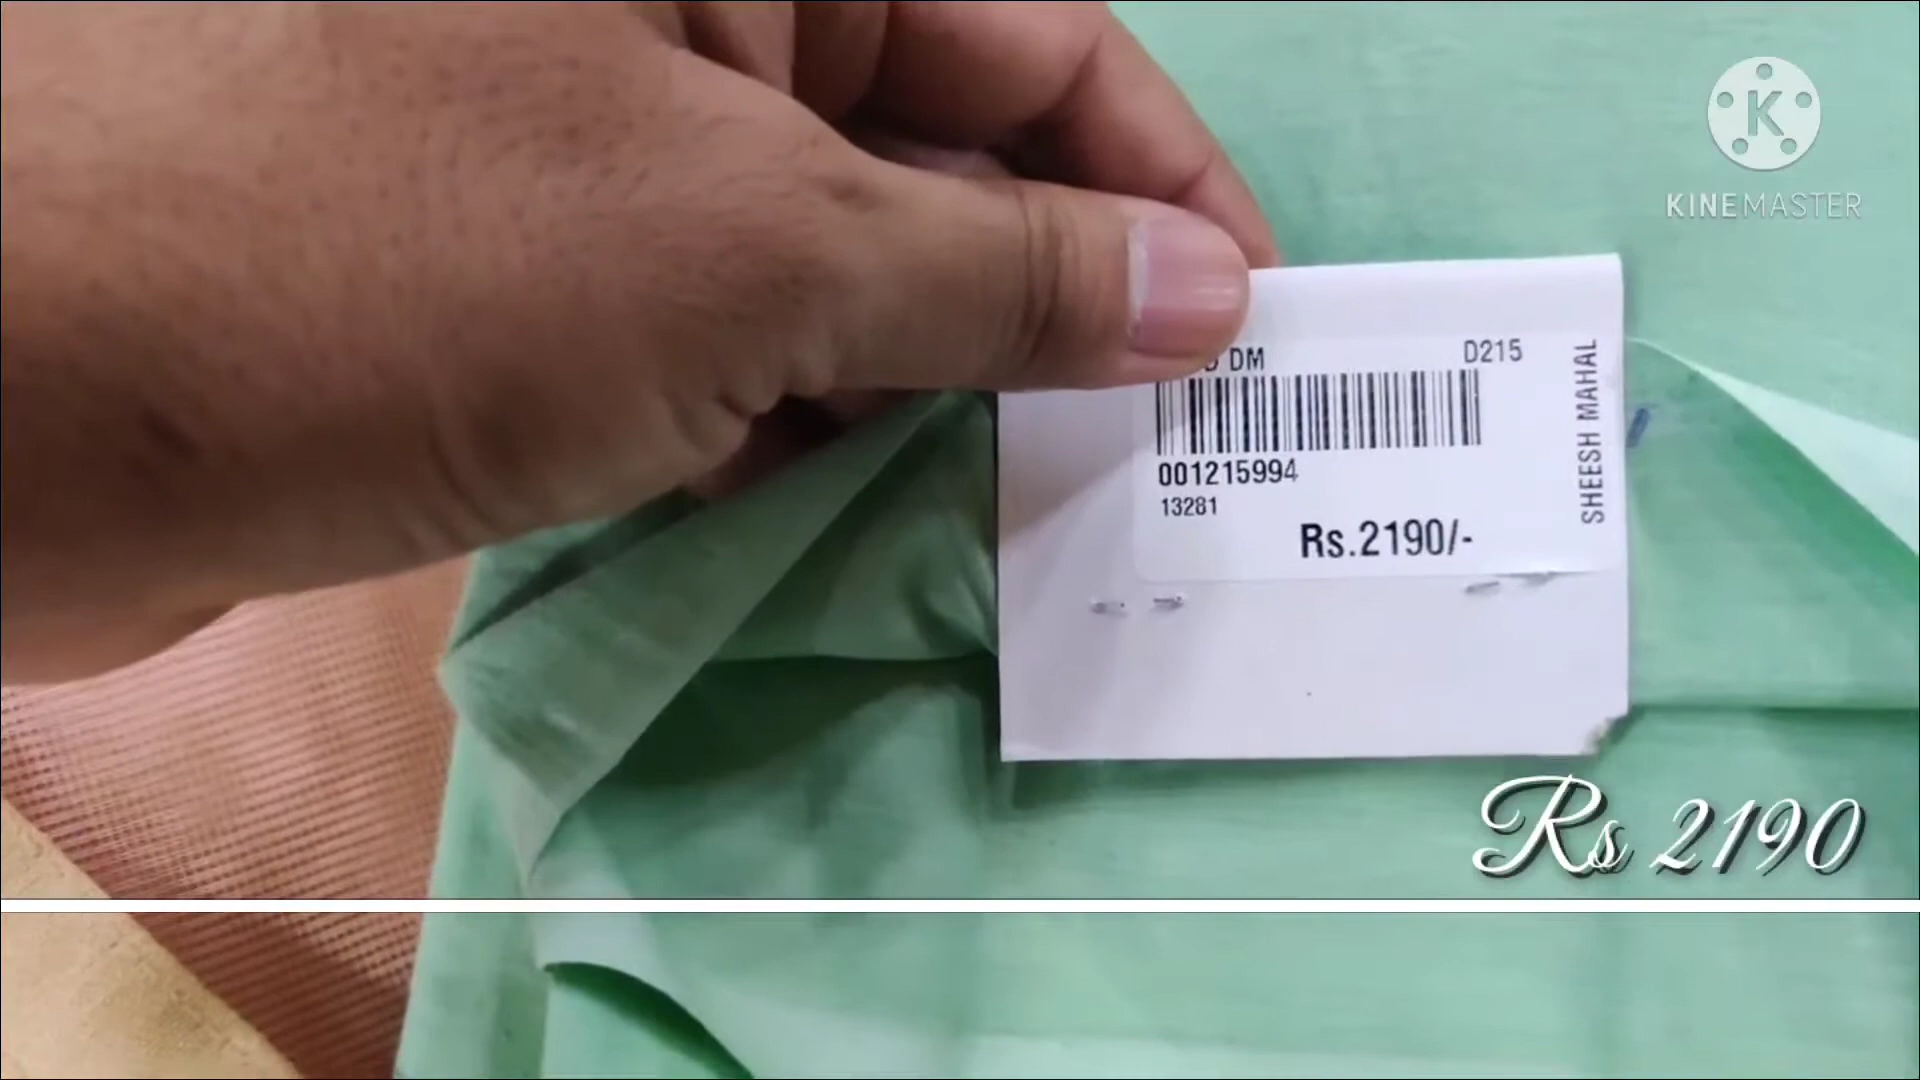 KINEMASTER
DM D215
SHEESH MAHAL
001215994
13281
Rs.2190/-
Rs 2190